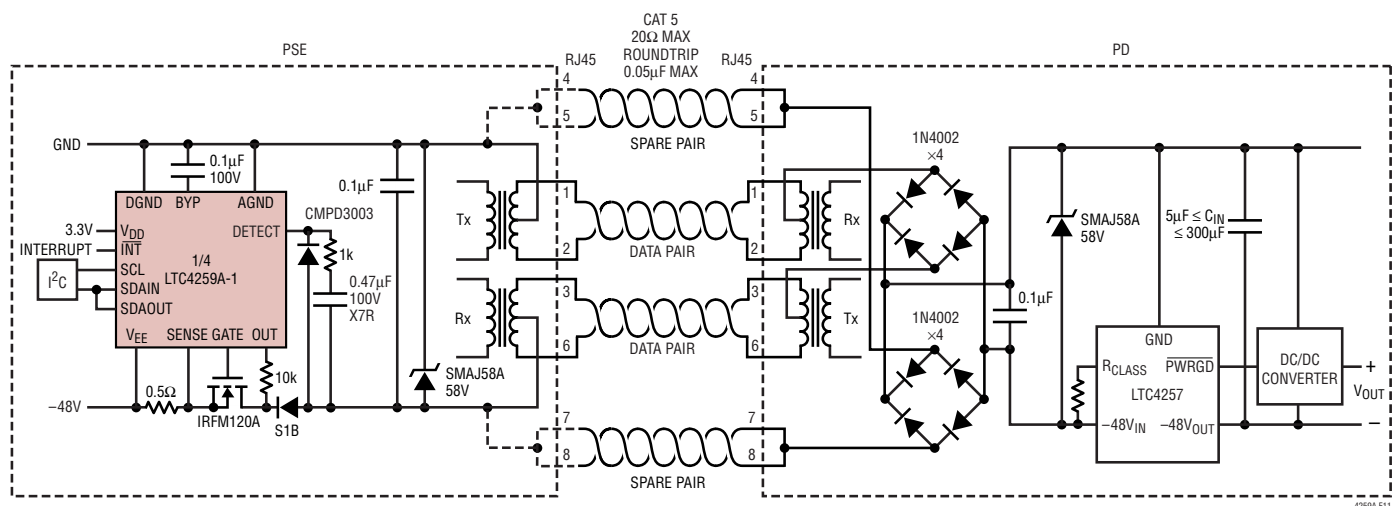 CAT 5
20Ω MAX
ROUNDTRIP
0.05µF MAX
PSE
RJ45
RJ45
PD
4
5
4
5
SPARE PAIR
GND
0.1µF
100V
0.1µF
DGND BYP AGND
CMPD3003
3.3V
VDD
DETECT
INTERRUPT
INT
1k
I2C
SCL
SDAIN
SDAOUT
1/4
LTC4259A-1
0.47µF
100V
X7R
VEE
SENSE GATE OUT
–48V
0.5Ω
10k
IRFM120A
S1B
SMAJ58A
58V
Tx
1
2
DATA PAIR
1
2
Rx
Rx
3
6
DATA PAIR
3
6
Tx
7
8
SPARE PAIR
7
8
1N4002
×4
1N4002
×4
0.1µF
SMAJ58A
58V
5µF ≤ CIN
≤ 300µF
GND
RCLASS
PWRGD
LTC4257
–48VIN
–48VOUT
DC/DC
CONVERTER
+
VOUT
–
4259A F11